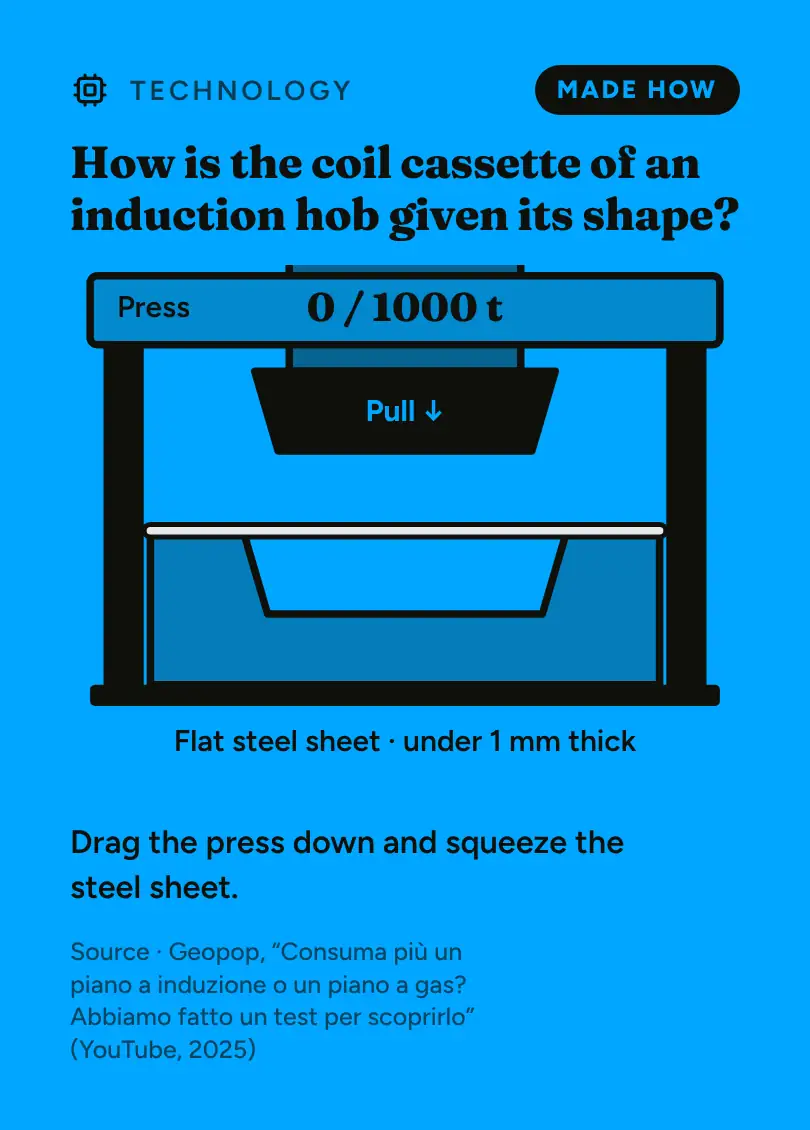 TECHNOLOGY
MADE HOW
How is the coil cassette of an
induction hob given its shape?
Press
0 / 1000 t
Pull ↓
Flat steel sheet · under 1 mm thick
Drag the press down and squeeze the
steel sheet.
Source · Geopop, “Consuma più un
piano a induzione o un piano a gas?
Abbiamo fatto un test per scoprirlo”
(YouTube, 2025)